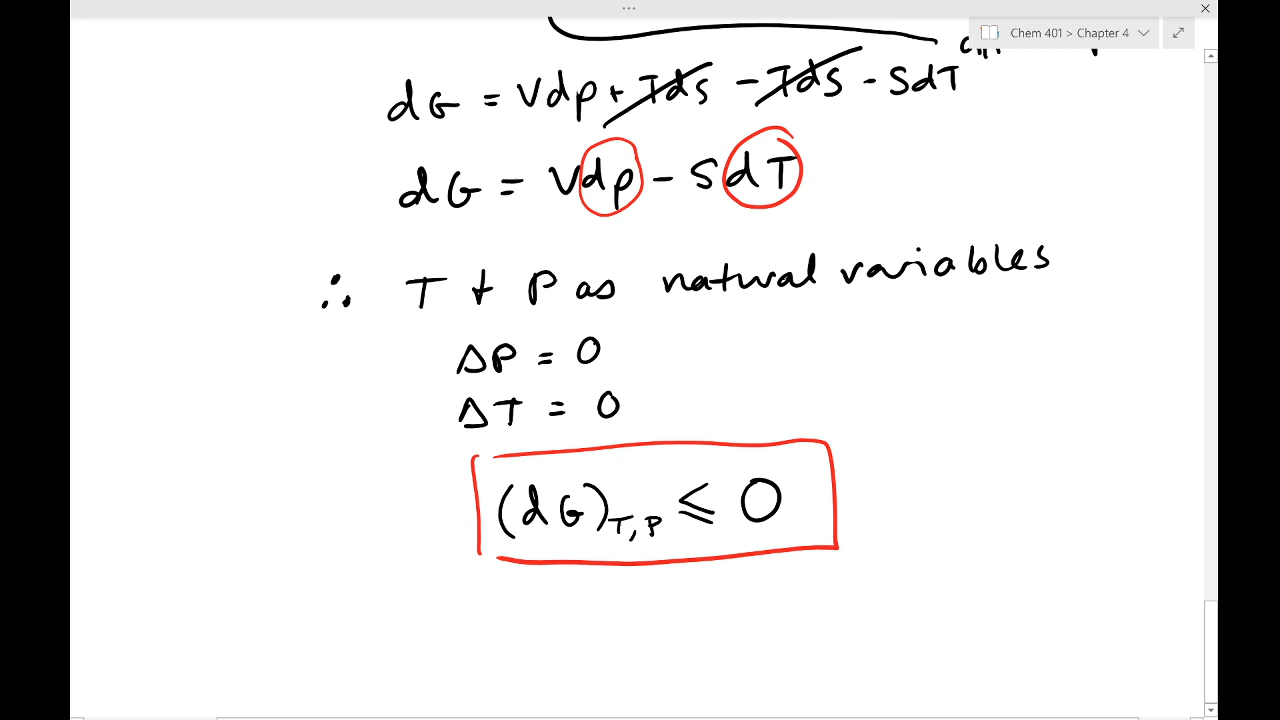 Chem 401 > Chapter 4
dG = Vdp + TdS - TdS - SdT
dG = Vdp - SdT
∴ T + P as natural variables
ΔP = 0
ΔT = 0
(dG)T,P ⩽ 0